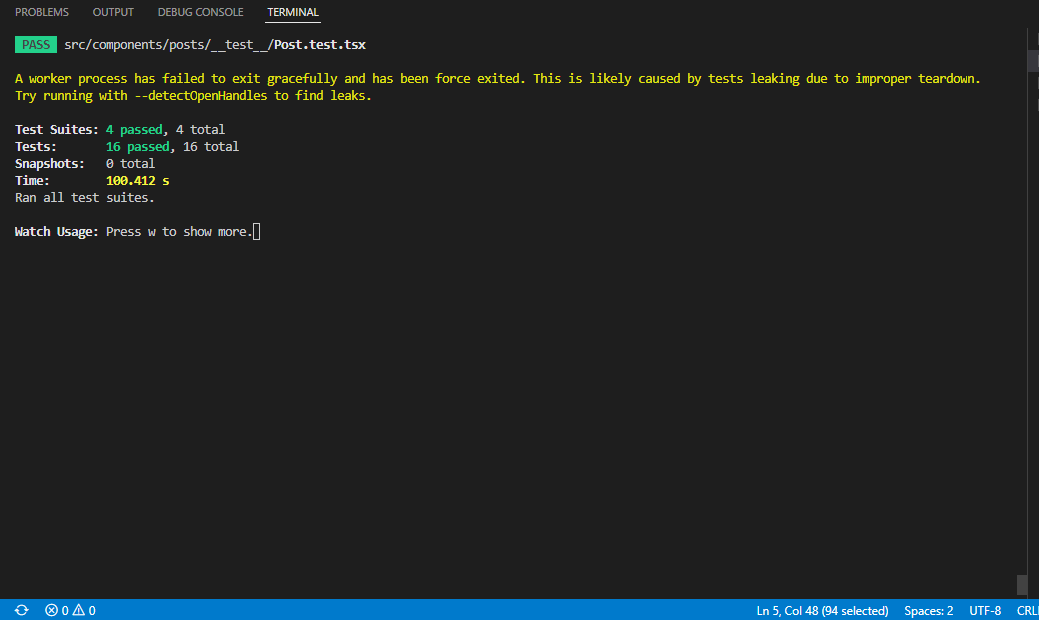 PROBLEMS OUTPUT DEBUG CONSOLE TERMINAL
PASS src/components/posts/__test__/Post.test.tsx
A worker process has failed to exit gracefully and has been force exited. This is likely caused by tests leaking due to improper teardown.
Try running with --detectOpenHandles to find leaks.
Test Suites: 4 passed, 4 total
Tests: 16 passed, 16 total
Snapshots: 0 total
Time: 100.412 s
Ran all test suites.
Watch Usage: Press w to show more.
0 0 Ln 5, Col 48 (94 selected) Spaces: 2 UTF-8 CRL